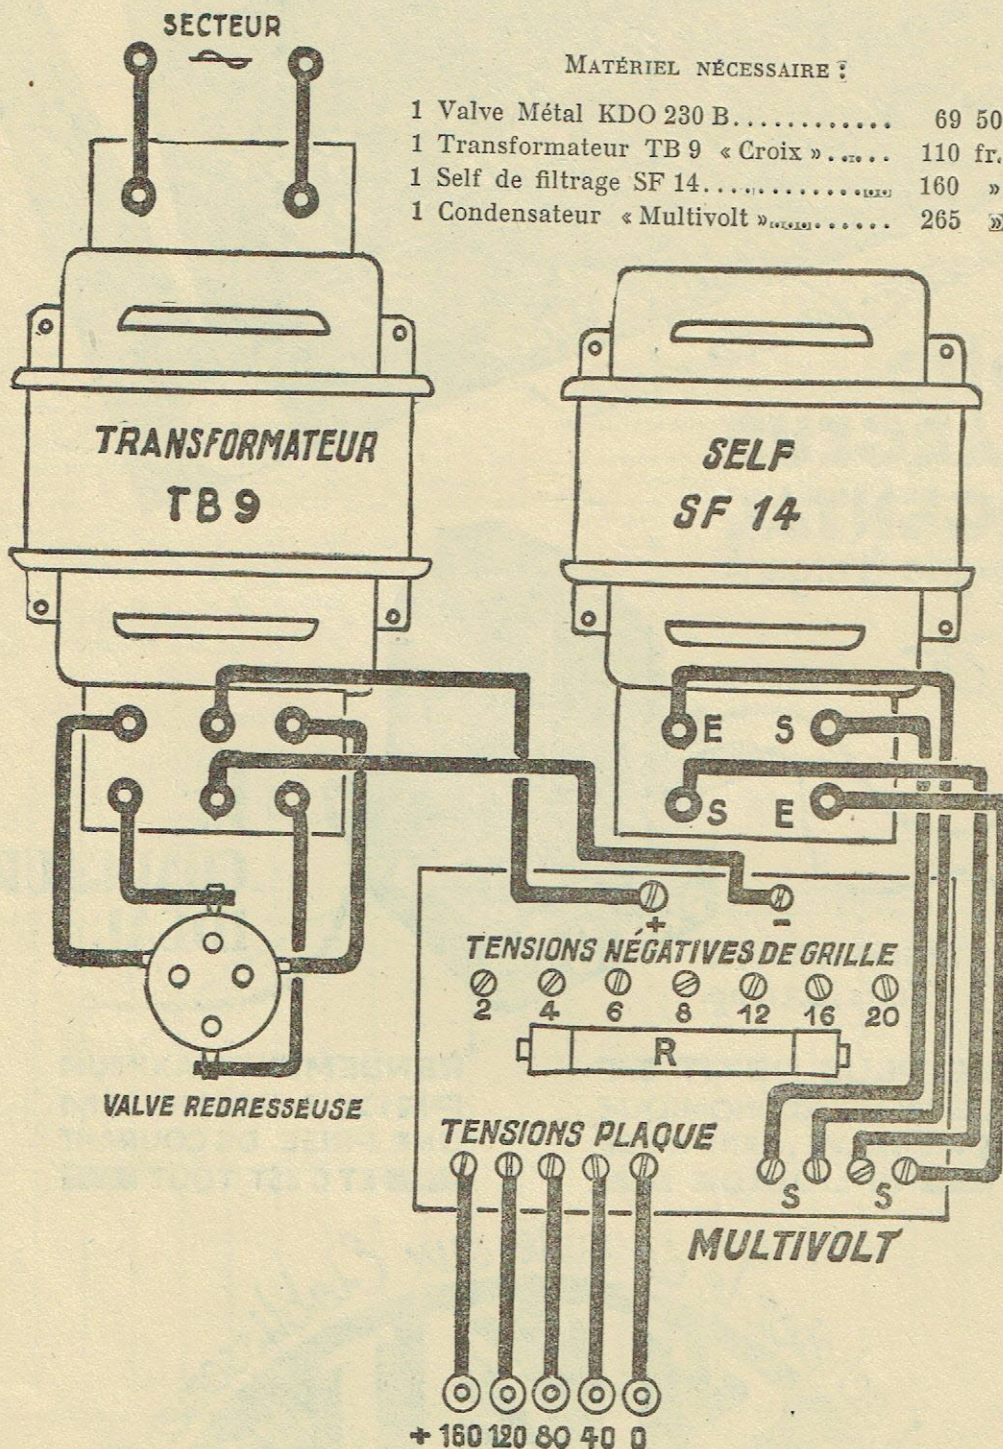 SECTEUR
MATÉRIEL NÉCESSAIRE :
1 Valve Métal KDO 230 B............ 69 50
1 Transformateur TB 9 « Croix »....... 110 fr.
1 Self de filtrage SF 14................ 160 »
1 Condensateur « Multivolt »............ 265 »
TRANSFORMATEUR
TB 9
SELF
SF 14
E S
S E
+ -
TENSIONS NÉGATIVES DE GRILLE
2 4 6 8 12 16 20
R
VALVE REDRESSEUSE
TENSIONS PLAQUE
S S
MULTIVOLT
+ 160 120 80 40 0